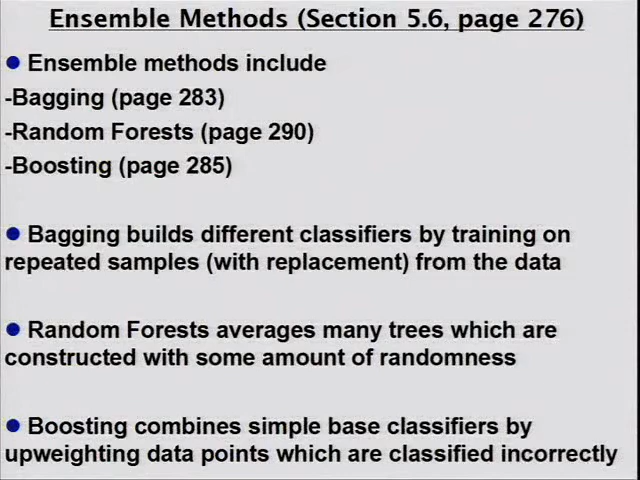 Ensemble Methods (Section 5.6, page 276)
● Ensemble methods include
-Bagging (page 283)
-Random Forests (page 290)
-Boosting (page 285)
● Bagging builds different classifiers by training on
repeated samples (with replacement) from the data
● Random Forests averages many trees which are
constructed with some amount of randomness
● Boosting combines simple base classifiers by
upweighting data points which are classified incorrectly